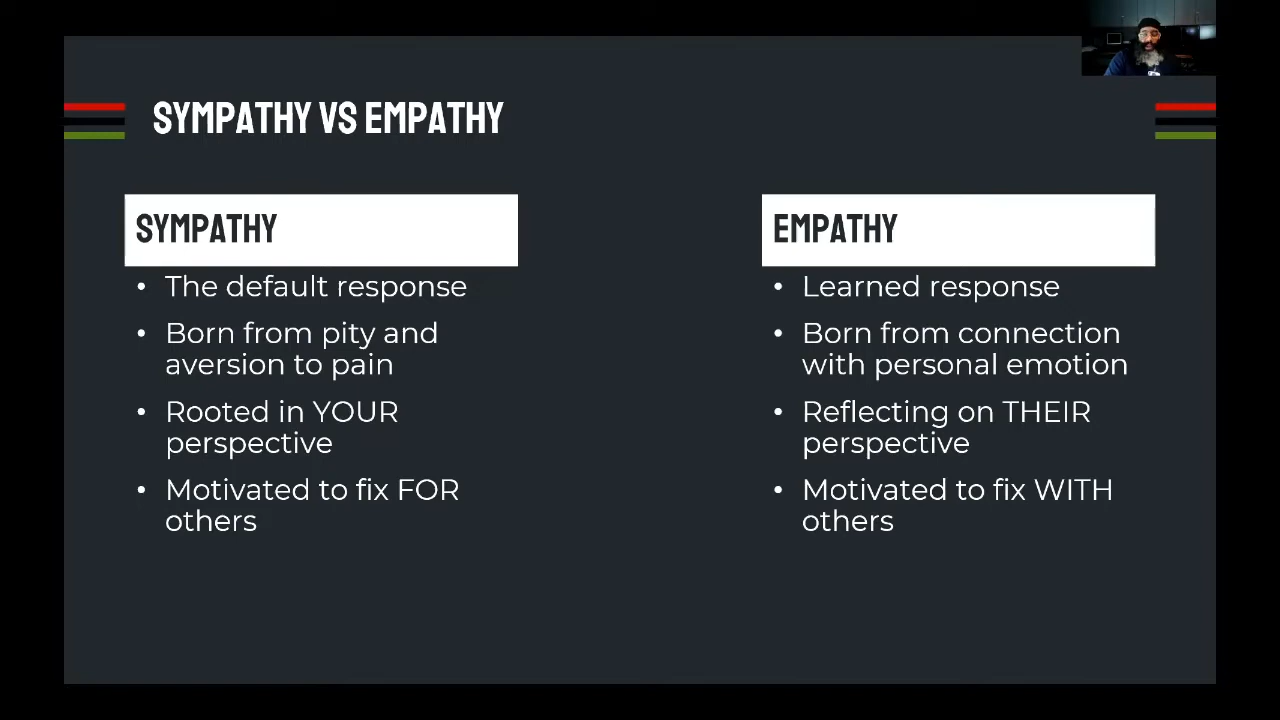 SYMPATHY VS EMPATHY
SYMPATHY
• The default response
• Born from pity and
aversion to pain
• Rooted in YOUR
perspective
• Motivated to fix FOR
others
EMPATHY
• Learned response
• Born from connection
with personal emotion
• Reflecting on THEIR
perspective
• Motivated to fix WITH
others